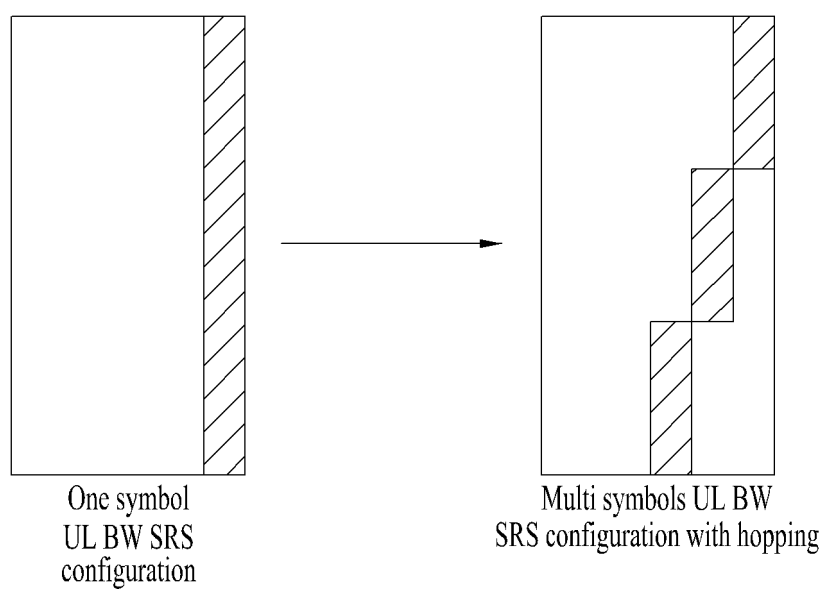 One symbol
UL BW SRS
configuration
Multi symbols UL BW
SRS configuration with hopping